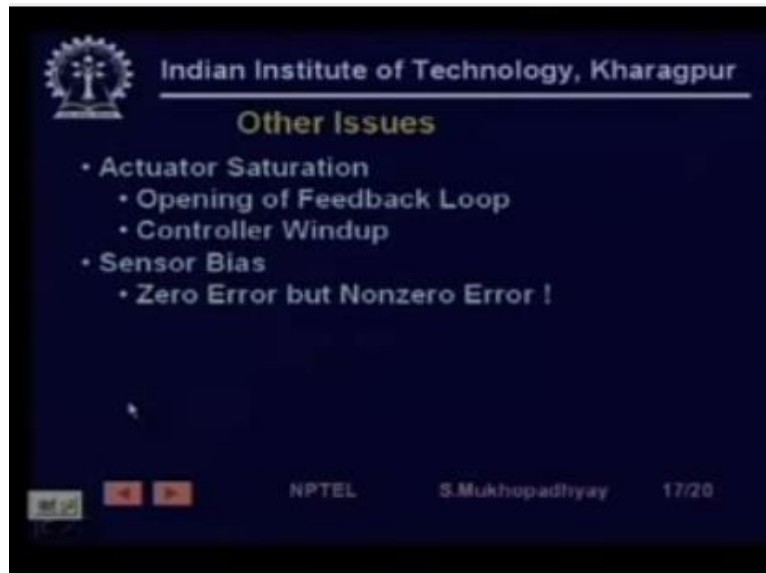 Indian Institute of Technology, Kharagpur
Other Issues
• Actuator Saturation
• Opening of Feedback Loop
• Controller Windup
• Sensor Bias
• Zero Error but Nonzero Error !
NPTEL S.Mukhopadhyay 17/20